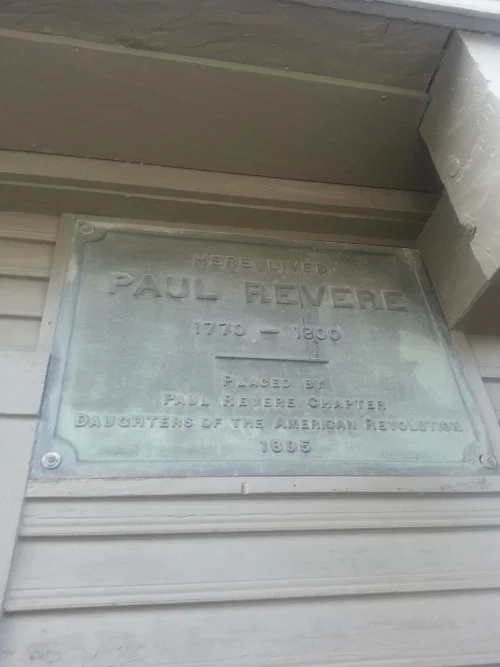 HERE LIVED
PAUL REVERE
1770 — 1800
PLACED BY
PAUL REVERE CHAPTER
DAUGHTERS OF THE AMERICAN REVOLUTION
1895